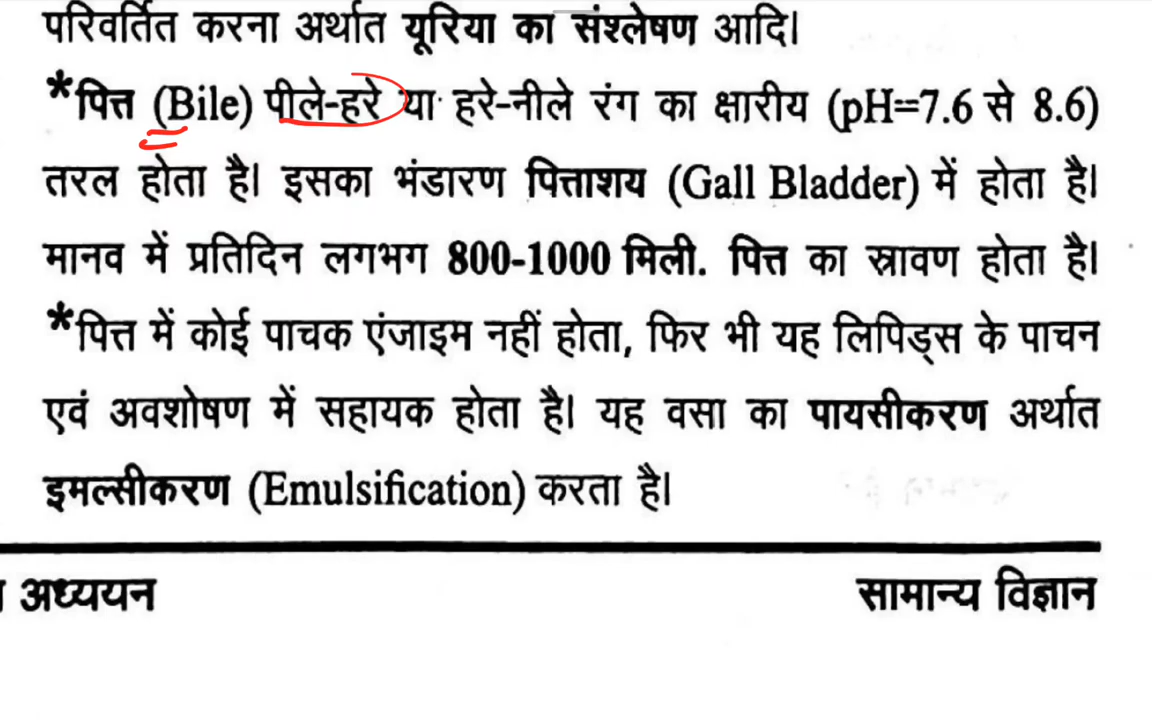 परिवर्तित करना अर्थात यूरिया का संश्लेषण आदि।
*पित्त (Bile) पीले-हरे या हरे-नीले रंग का क्षारीय (pH=7.6 से 8.6)
तरल होता है। इसका भंडारण पित्ताशय (Gall Bladder) में होता है।
मानव में प्रतिदिन लगभग 800-1000 मिली. पित्त का स्रावण होता है।
*पित्त में कोई पाचक एंजाइम नहीं होता, फिर भी यह लिपिड्स के पाचन
एवं अवशोषण में सहायक होता है। यह वसा का पायसीकरण अर्थात
इमल्सीकरण (Emulsification) करता है।
अध्ययन सामान्य विज्ञान